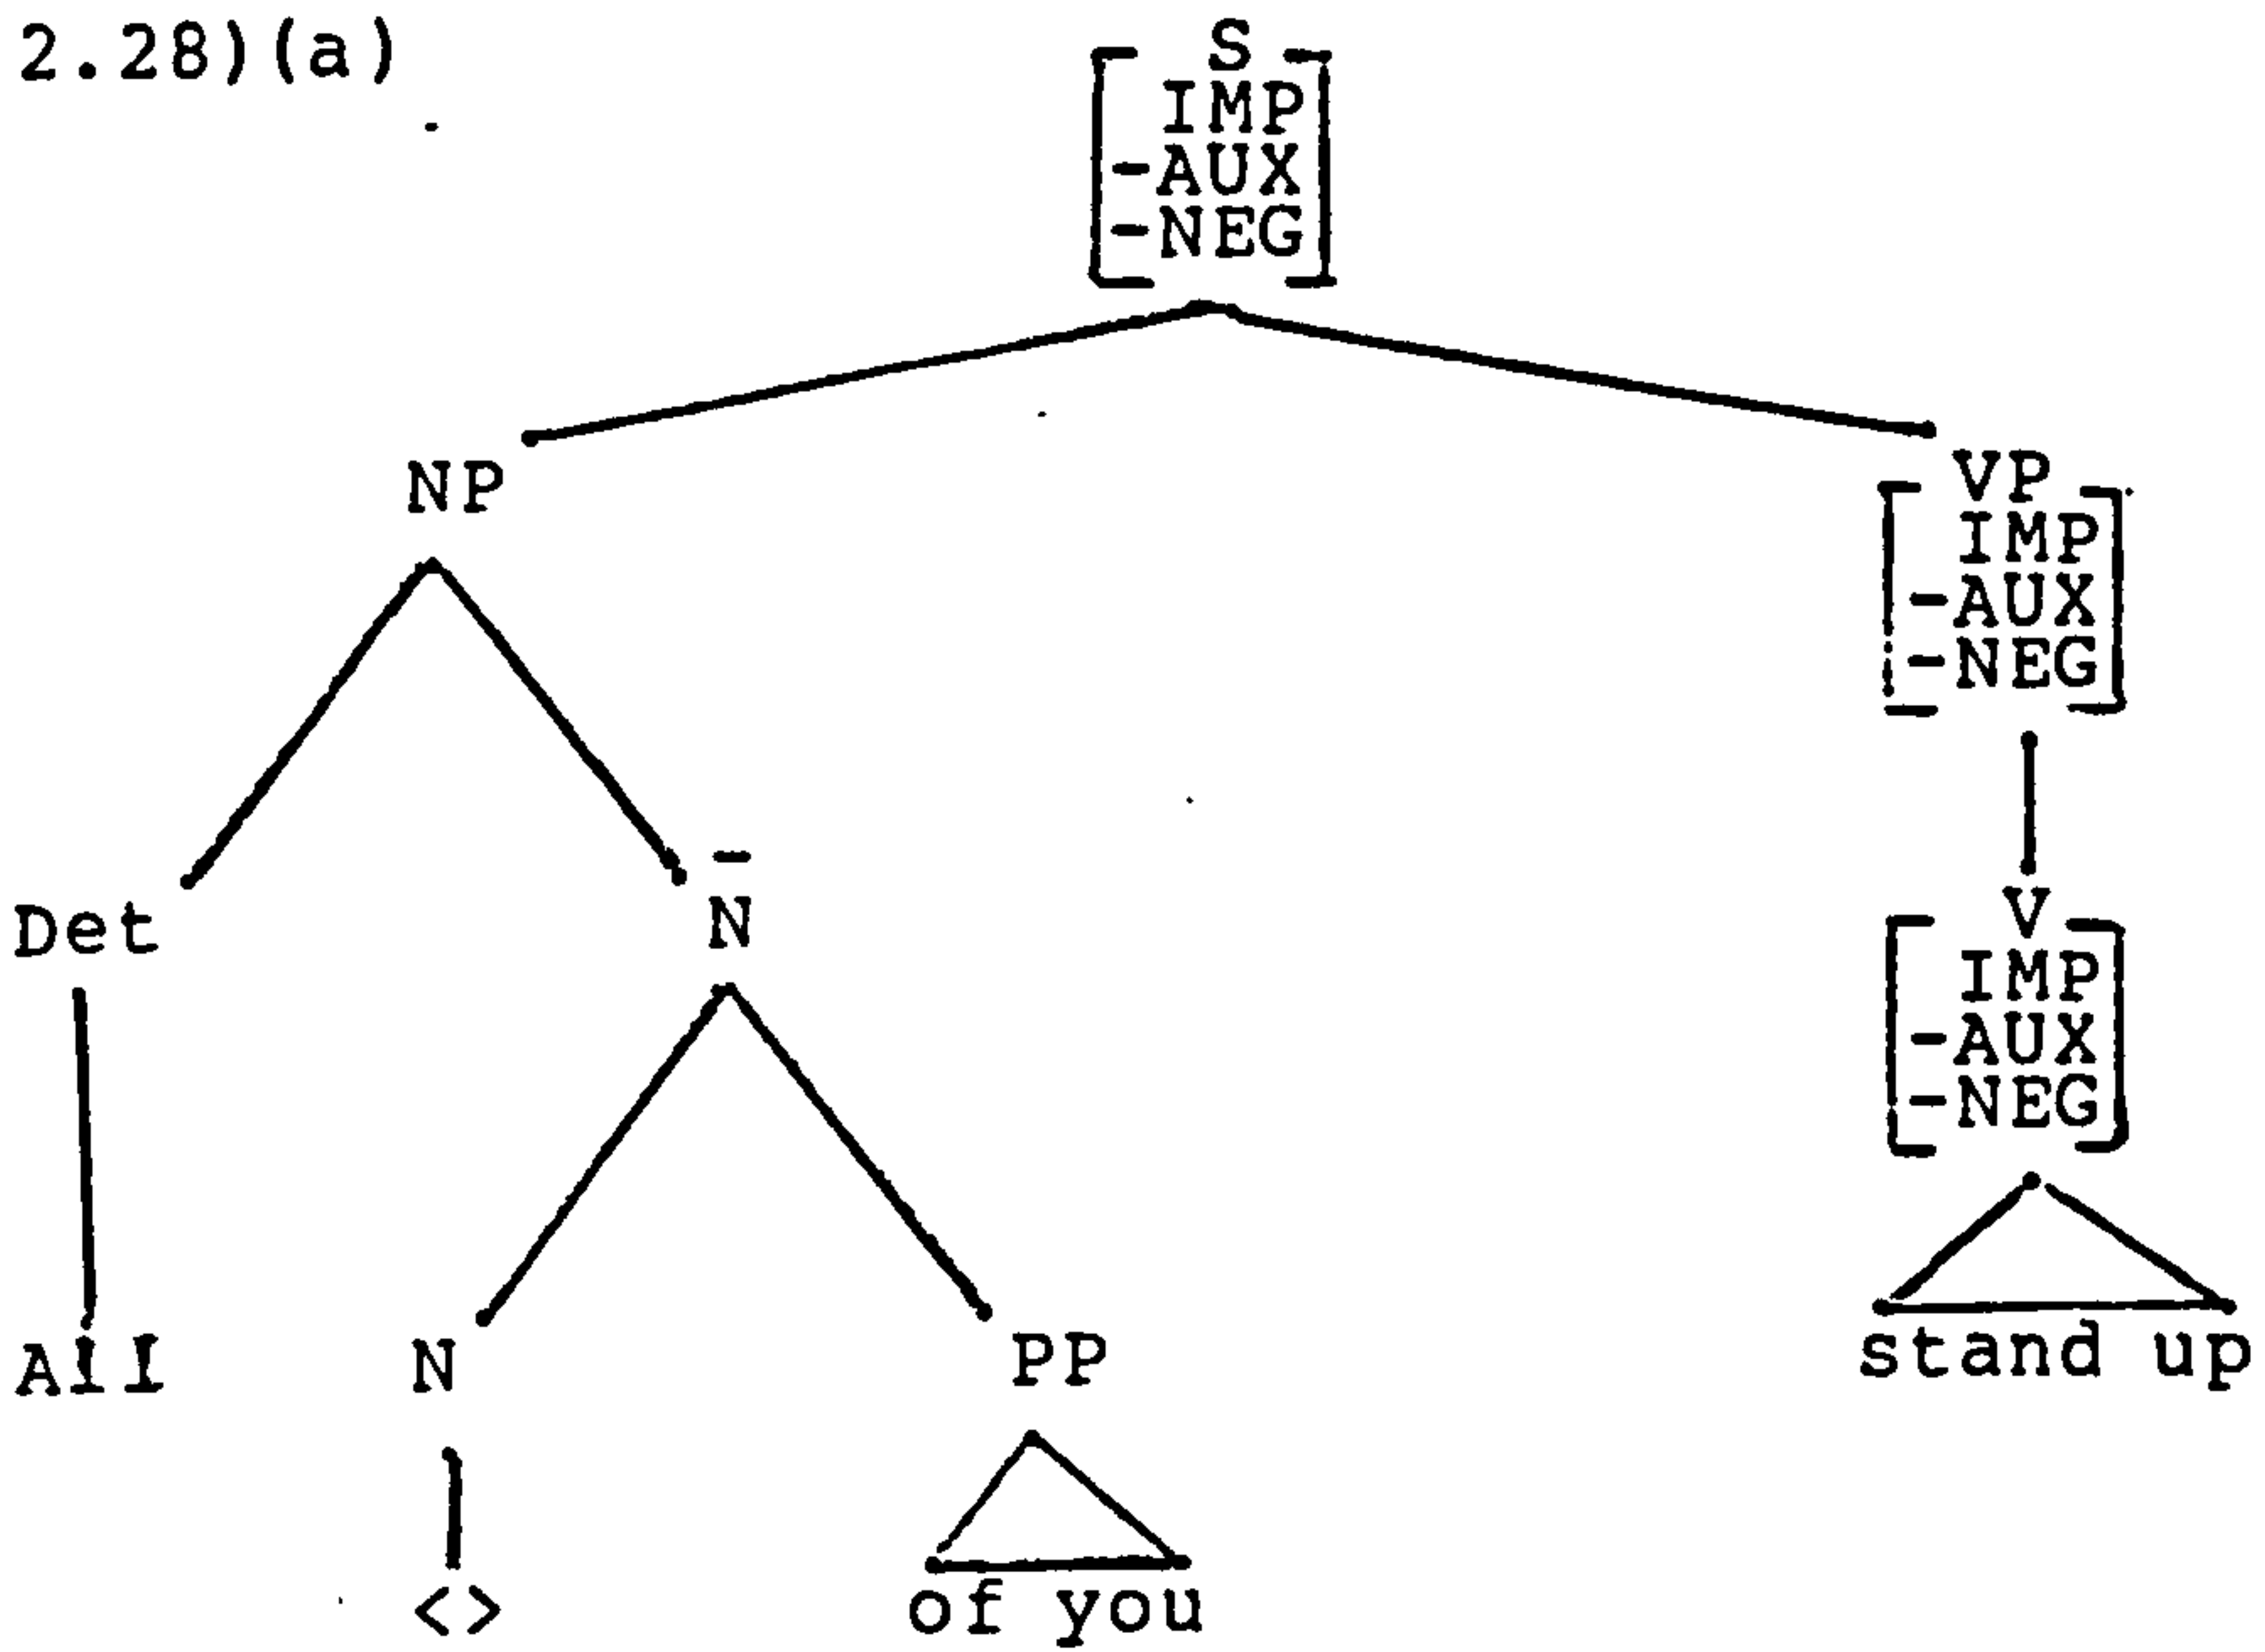 2.28)(a)
S
IMP
-AUX
-NEG
NP
VP
IMP
-AUX
-NEG
Det
N̄
V
IMP
-AUX
-NEG
All
N
PP
stand up
<>
of you